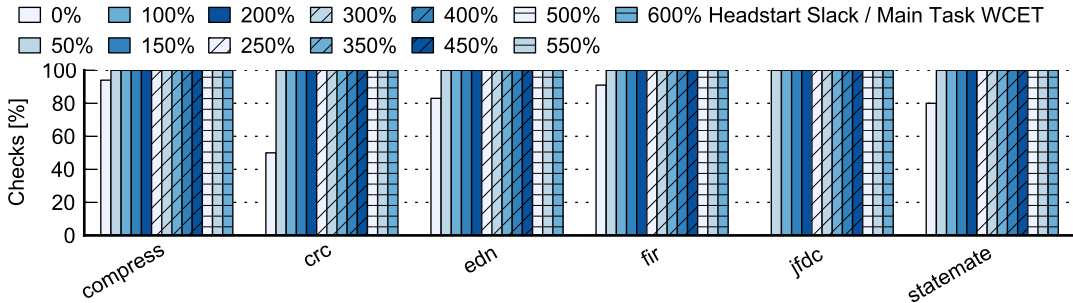 0% 100% 200% 300% 400% 500% 600% Headstart Slack / Main Task WCET
50% 150% 250% 350% 450% 550%
100
80
60
40
20
0
Checks [%]
compress crc edn fir jfdc statemate